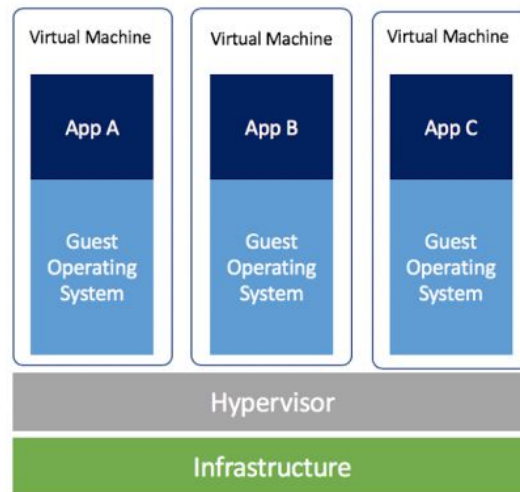 Virtual Machine
Virtual Machine
Virtual Machine
App A
App B
App C
Guest
Operating
System
Guest
Operating
System
Guest
Operating
System
Hypervisor
Infrastructure